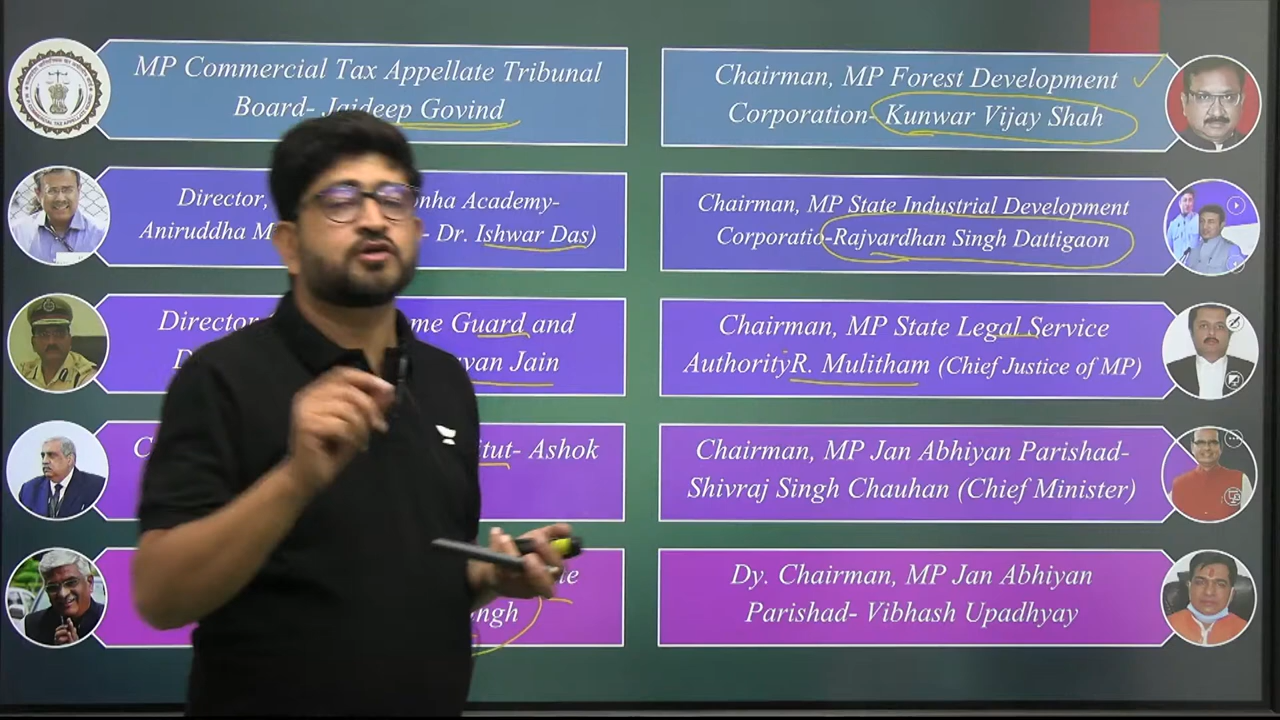 MP Commercial Tax Appellate Tribunal
Board- Jaideep Govind
Director, onha Academy-
Aniruddha M - Dr. Ishwar Das)
Director me Guard and
D van Jain
C itut- Ashok
ngh
Chairman, MP Forest Development
Corporation- Kunwar Vijay Shah
Chairman, MP State Industrial Development
Corporatio-Rajvardhan Singh Dattigaon
Chairman, MP State Legal Service
AuthorityR. Mulitham (Chief Justice of MP)
Chairman, MP Jan Abhiyan Parishad-
Shivraj Singh Chauhan (Chief Minister)
Dy. Chairman, MP Jan Abhiyan
Parishad- Vibhash Upadhyay